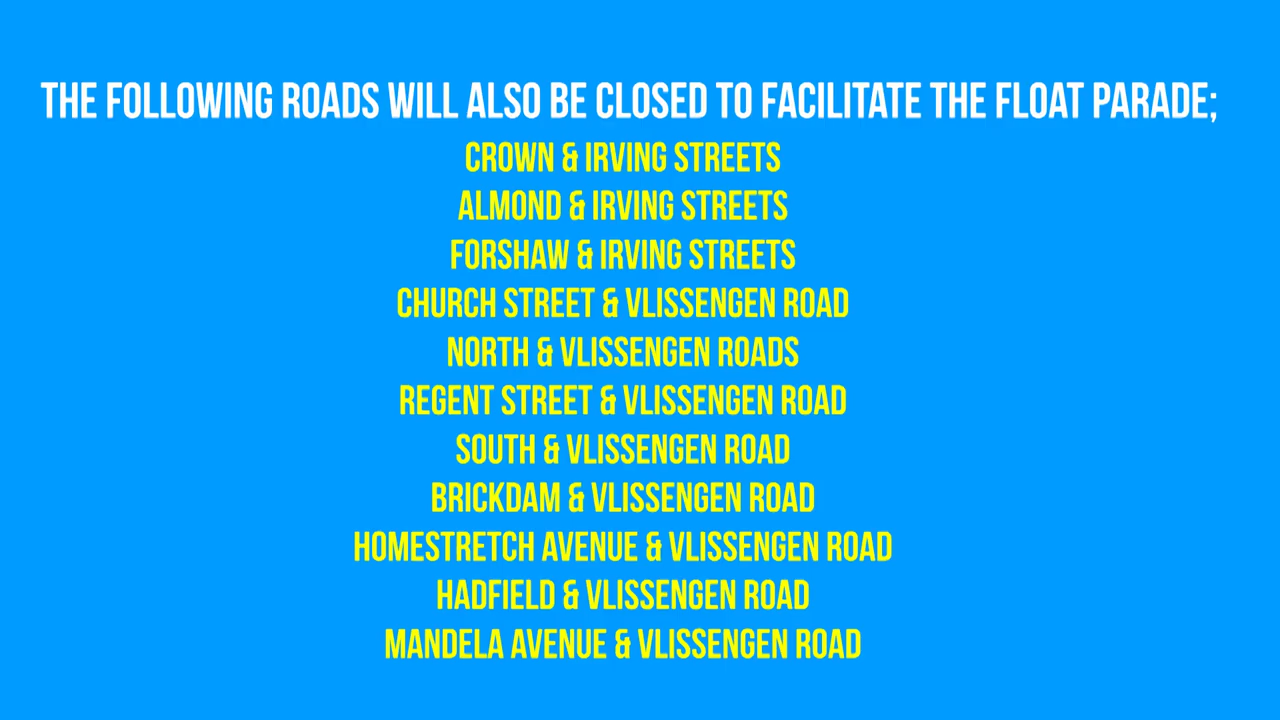 THE FOLLOWING ROADS WILL ALSO BE CLOSED TO FACILITATE THE FLOAT PARADE;
CROWN & IRVING STREETS
ALMOND & IRVING STREETS
FORSHAW & IRVING STREETS
CHURCH STREET & VLISSENGEN ROAD
NORTH & VLISSENGEN ROADS
REGENT STREET & VLISSENGEN ROAD
SOUTH & VLISSENGEN ROAD
BRICKDAM & VLISSENGEN ROAD
HOMESTRETCH AVENUE & VLISSENGEN ROAD
HADFIELD & VLISSENGEN ROAD
MANDELA AVENUE & VLISSENGEN ROAD